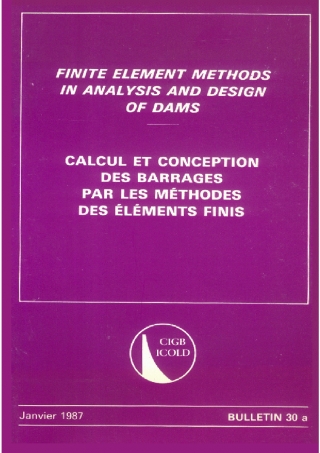 FINITE ELEMENT METHODS
IN ANALYSIS AND DESIGN
OF DAMS
CALCUL ET CONCEPTION
DES BARRAGES
PAR LES MÉTHODES
DES ÉLÉMENTS FINIS
CIGB
ICOLD
Janvier 1987
BULLETIN 30 a